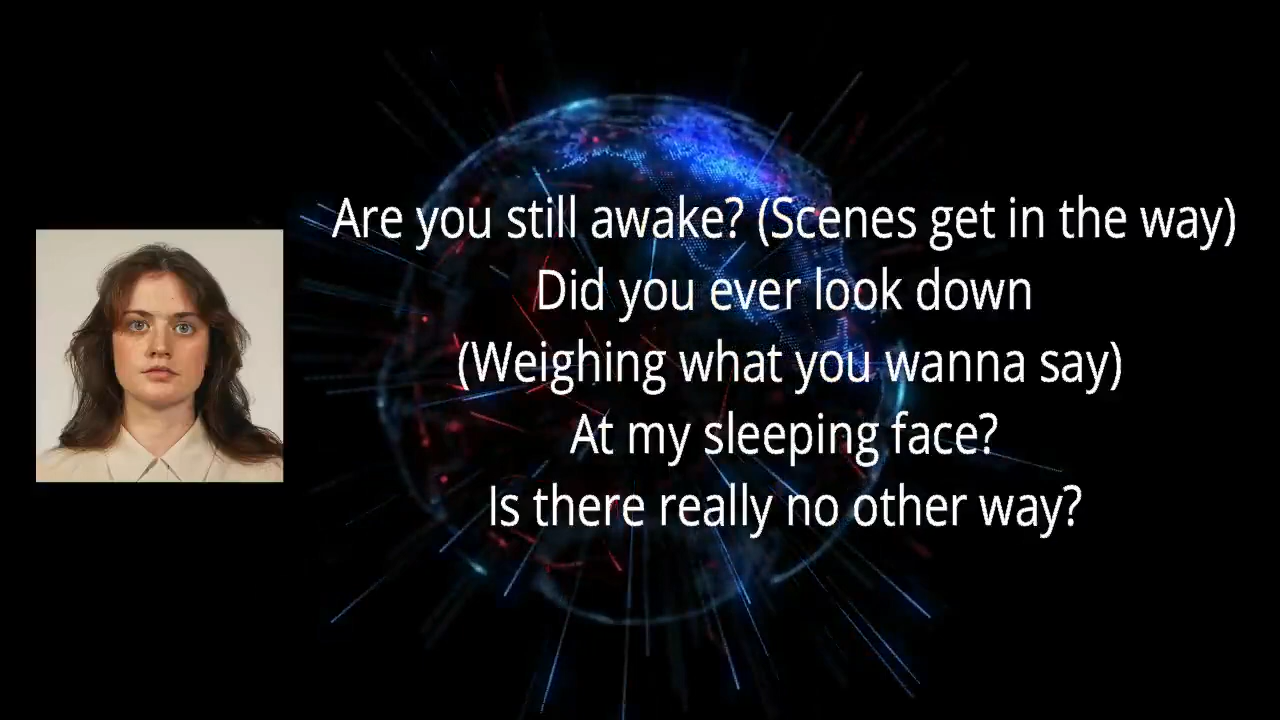 Are you still awake? (Scenes get in the way)
Did you ever look down
(Weighing what you wanna say)
At my sleeping face?
Is there really no other way?